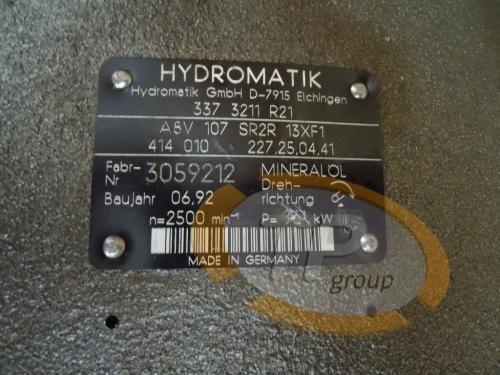 HYDROMATIK
Hydromatik GmbH D-7915 Elchingen
337 3211 R21
A8V 107 SR2R 13XF1
414 010 227,25,04,41
Fabr-Nr 3059212 MINERALÖL
Baujahr 06,92 Dreh-richtung
n=2500 min⁻¹ P= kW
MADE IN GERMANY
group